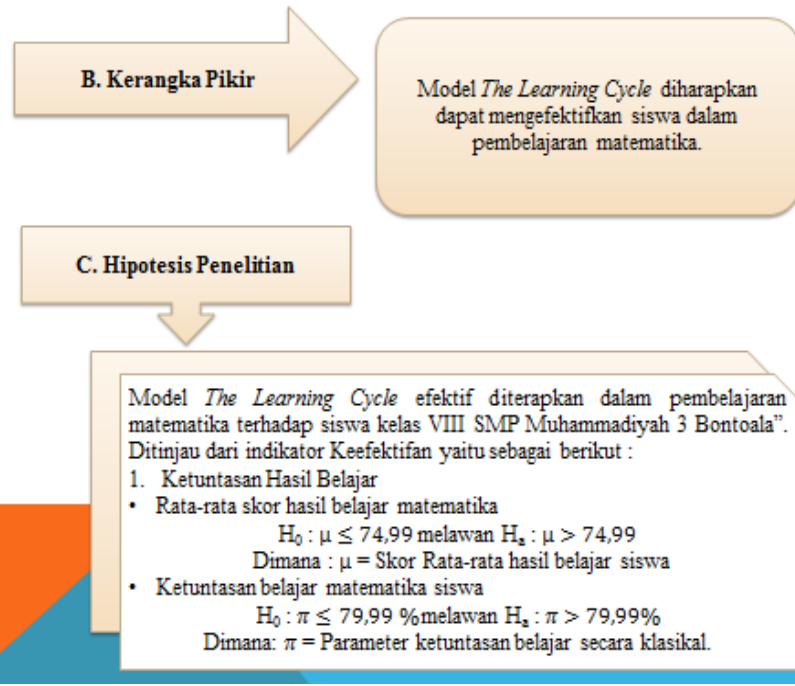 B. Kerangka Pikir
Model The Learning Cycle diharapkan
dapat mengefektifkan siswa dalam
pembelajaran matematika.
C. Hipotesis Penelitian
Model The Learning Cycle efektif diterapkan dalam pembelajaran
matematika terhadap siswa kelas VIII SMP Muhammadiyah 3 Bontoala”.
Ditinjau dari indikator Keefektifan yaitu sebagai berikut :
1. Ketuntasan Hasil Belajar
• Rata-rata skor hasil belajar matematika
H₀ : μ ≤ 74,99 melawan Hₐ : μ > 74,99
Dimana : μ = Skor Rata-rata hasil belajar siswa
• Ketuntasan belajar matematika siswa
H₀ : π ≤ 79,99 %melawan Hₐ : π > 79,99%
Dimana: π = Parameter ketuntasan belajar secara klasikal.